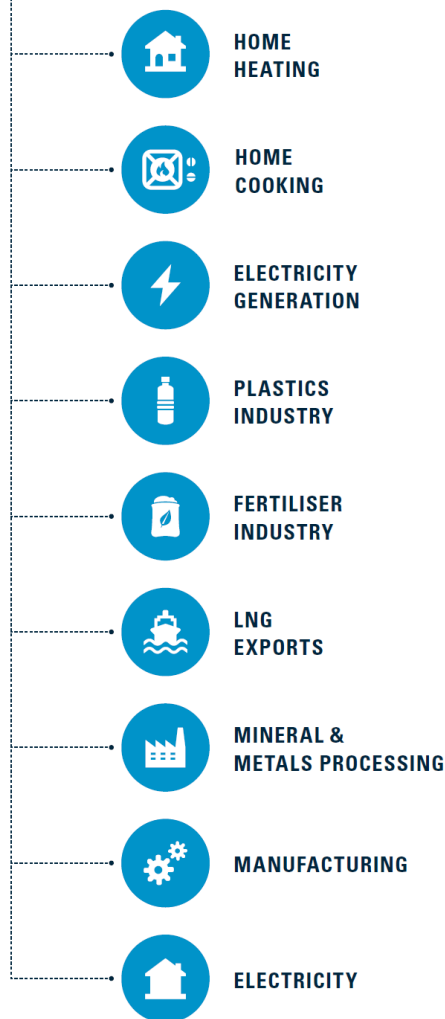 HOME
HEATING
HOME
COOKING
ELECTRICITY
GENERATION
PLASTICS
INDUSTRY
FERTILISER
INDUSTRY
LNG
EXPORTS
MINERAL &
METALS PROCESSING
MANUFACTURING
ELECTRICITY